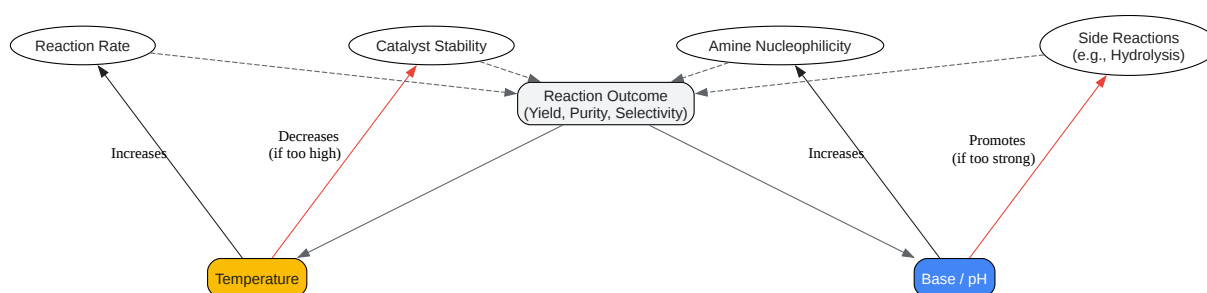 Reaction Rate
Catalyst Stability
Amine Nucleophilicity
Side Reactions
(e.g., Hydrolysis)
Reaction Outcome
(Yield, Purity, Selectivity)
Increases
Decreases
(if too high)
Increases
Promotes
(if too strong)
Temperature
Base / pH